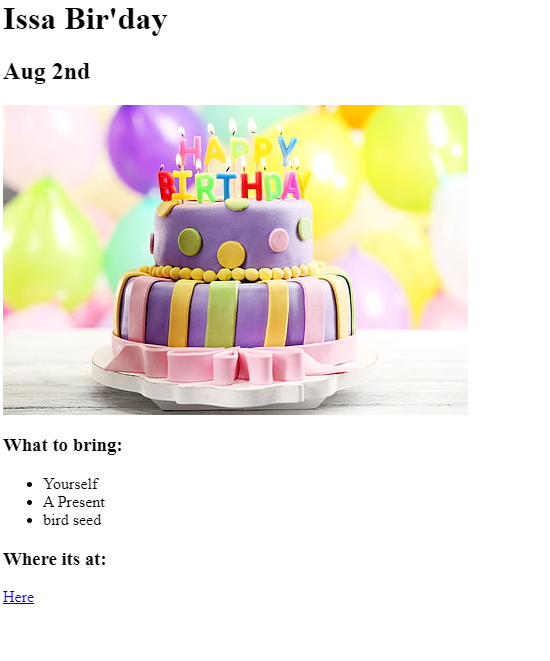 Issa Bir'day
Aug 2nd
HAPPY
BIRTHDAY
What to bring:
Yourself
A Present
bird seed
Where its at:
Here